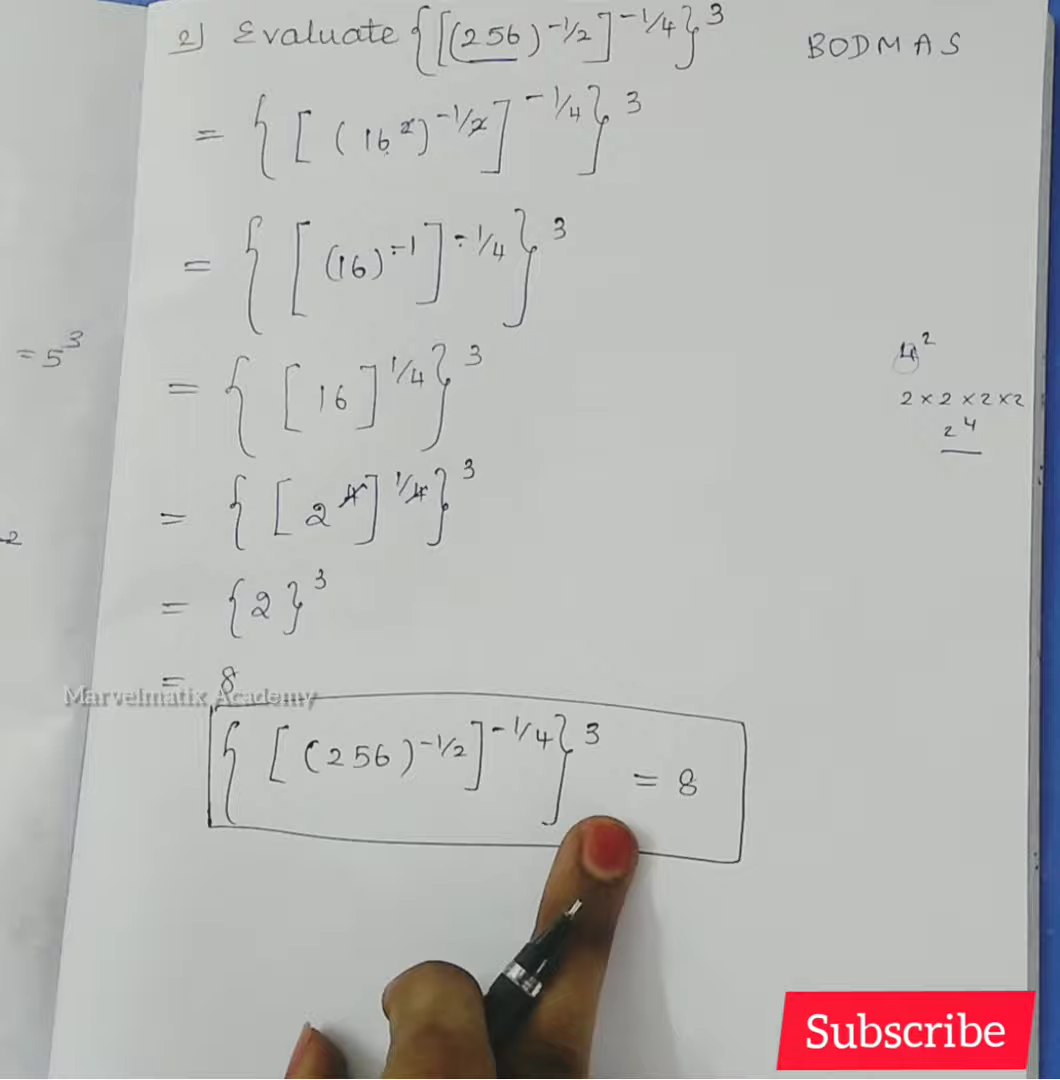 2) Evaluate {[(256)^-1/2]^-1/4}^3
BODMAS
= {[(16^2)^-1/2]^-1/4}^3
= {[(16)^-1]^-1/4}^3
= 5^3
= {[16]^1/4}^3
4^2
2 × 2 × 2 × 2
2^4
= {[2^4]^1/4}^3
-2
= {2}^3
= 8
Marvelmatix Academy
{[(256)^-1/2]^-1/4}^3 = 8
Subscribe